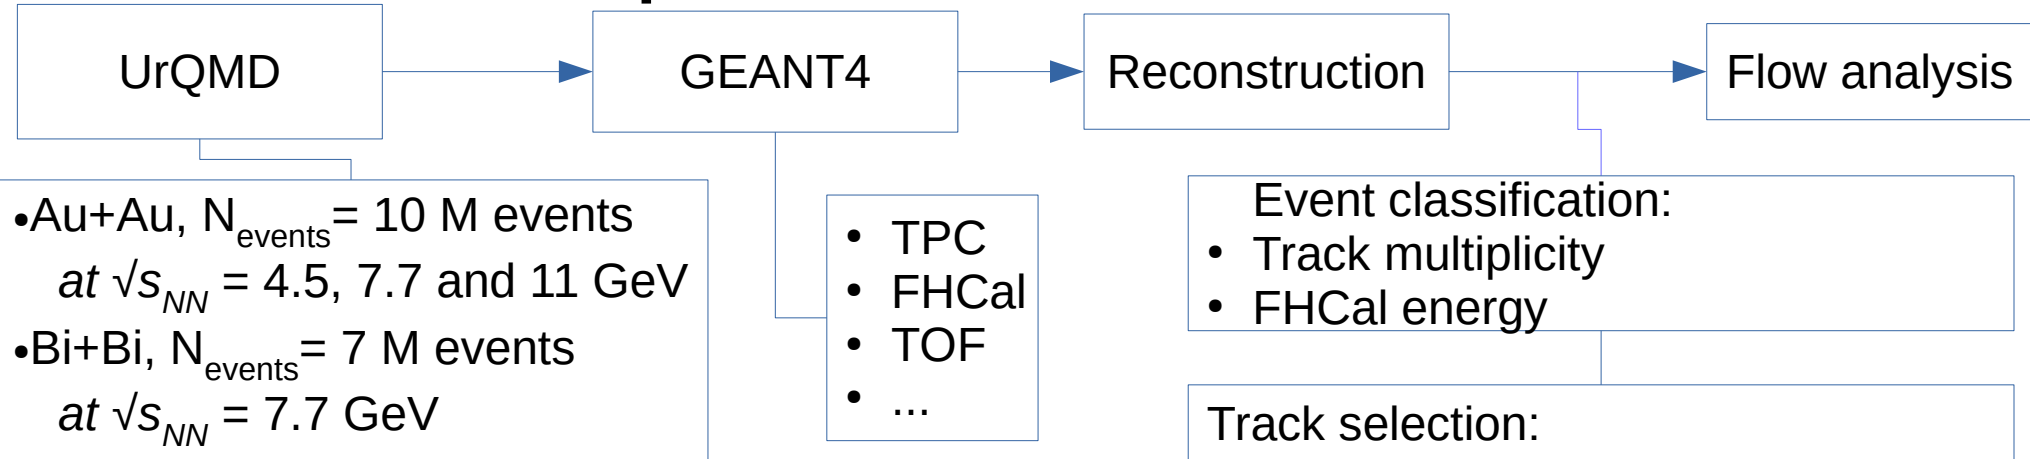 UrQMD
GEANT4
Reconstruction
Flow analysis
•Au+Au, Nevents= 10 M events
at √sNN = 4.5, 7.7 and 11 GeV
•Bi+Bi, Nevents= 7 M events
at √sNN = 7.7 GeV
• TPC
• FHCal
• TOF
• ...
Event classification:
• Track multiplicity
• FHCal energy
Track selection: